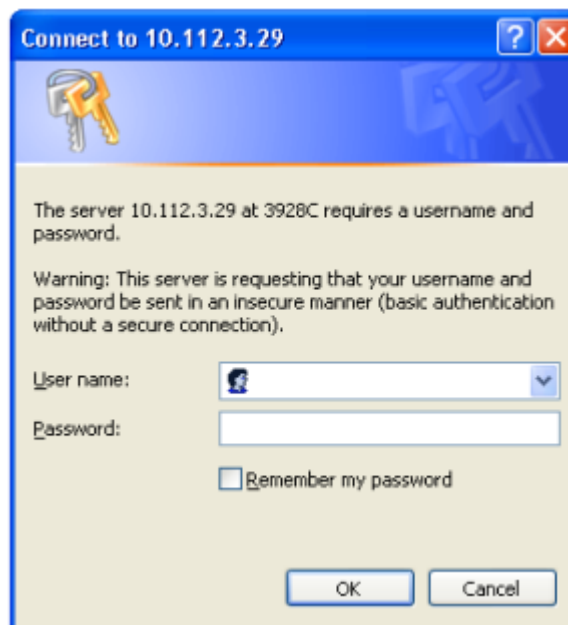 Connect to 10.112.3.29
The server 10.112.3.29 at 3928C requires a username and
password.
Warning: This server is requesting that your username and
password be sent in an insecure manner (basic authentication
without a secure connection).
User name:
Password:
Remember my password
OK Cancel